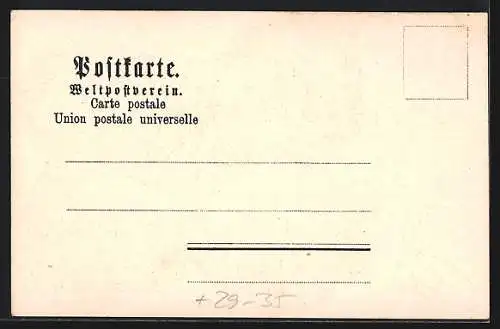 Postkarte.
Weltpostverein.
Carte postale
Union postale universelle
+ 29-35